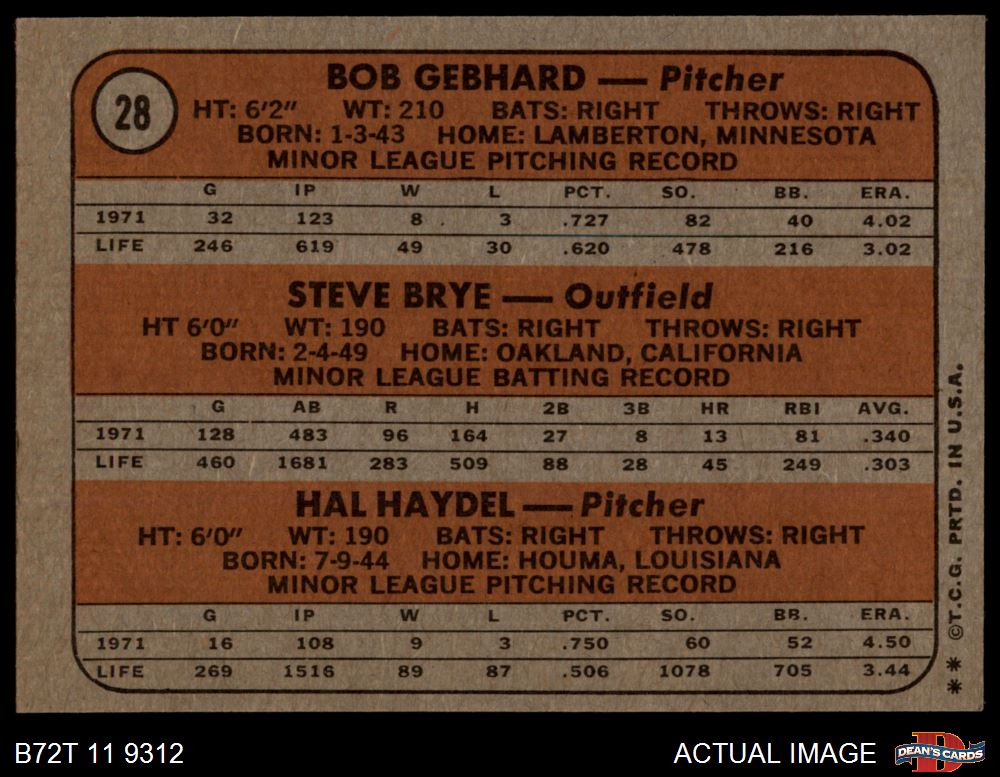 28
BOB GEBHARD — Pitcher
HT: 6'2" WT: 210 BATS: RIGHT THROWS: RIGHT
BORN: 1-3-43 HOME: LAMBERTON, MINNESOTA
MINOR LEAGUE PITCHING RECORD
G IP W L PCT. SO. BB. ERA.
1971 32 123 8 3 .727 82 40 4.02
LIFE 246 619 49 30 .620 478 216 3.02
STEVE BRYE — Outfield
HT 6'0" WT: 190 BATS: RIGHT THROWS: RIGHT
BORN: 2-4-49 HOME: OAKLAND, CALIFORNIA
MINOR LEAGUE BATTING RECORD
G AB R H 2B 3B HR RBI AVG.
1971 128 483 96 164 27 8 13 81 .340
LIFE 460 1681 283 509 88 28 45 249 .303
HAL HAYDEL — Pitcher
HT: 6'0" WT: 190 BATS: RIGHT THROWS: RIGHT
BORN: 7-9-44 HOME: HOUMA, LOUISIANA
MINOR LEAGUE PITCHING RECORD
G IP W L PCT. SO. BB. ERA.
1971 16 108 9 3 .750 60 52 4.50
LIFE 269 1516 89 87 .506 1078 705 3.44
** ©T.C.G. PRTD. IN U.S.A.
B72T 11 9312
ACTUAL IMAGE
DEAN'S CARDS